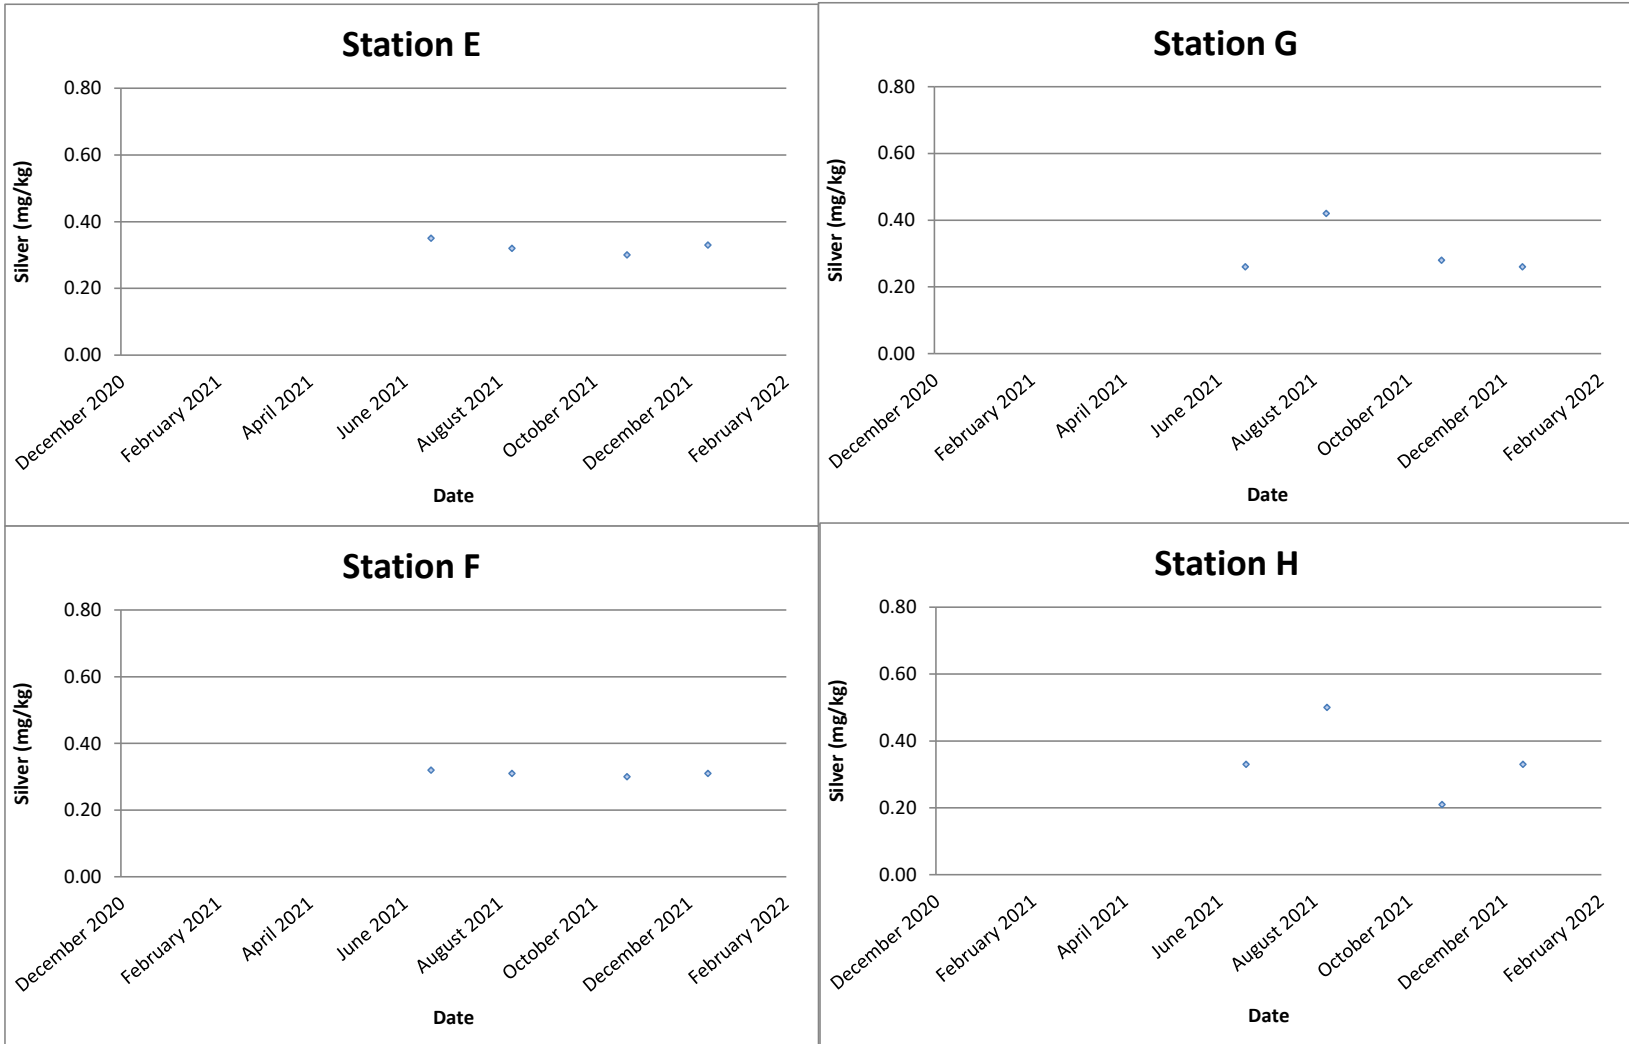 Station E
0.80
0.60
0.40
0.20
0.00
Silver (mg/kg)
December 2020
February 2021
April 2021
June 2021
August 2021
October 2021
December 2021
February 2022
Date
Station G
0.80
0.60
0.40
0.20
0.00
Silver (mg/kg)
December 2020
February 2021
April 2021
June 2021
August 2021
October 2021
December 2021
February 2022
Date
Station F
0.80
0.60
0.40
0.20
0.00
Silver (mg/kg)
December 2020
February 2021
April 2021
June 2021
August 2021
October 2021
December 2021
February 2022
Date
Station H
0.80
0.60
0.40
0.20
0.00
Silver (mg/kg)
December 2020
February 2021
April 2021
June 2021
August 2021
October 2021
December 2021
February 2022
Date